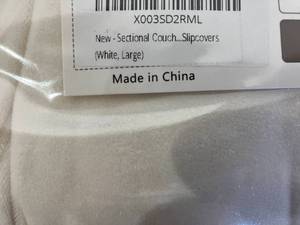 X003SD2RML
New - Sectional Couch...Slipcovers
(White, Large)
Made in China